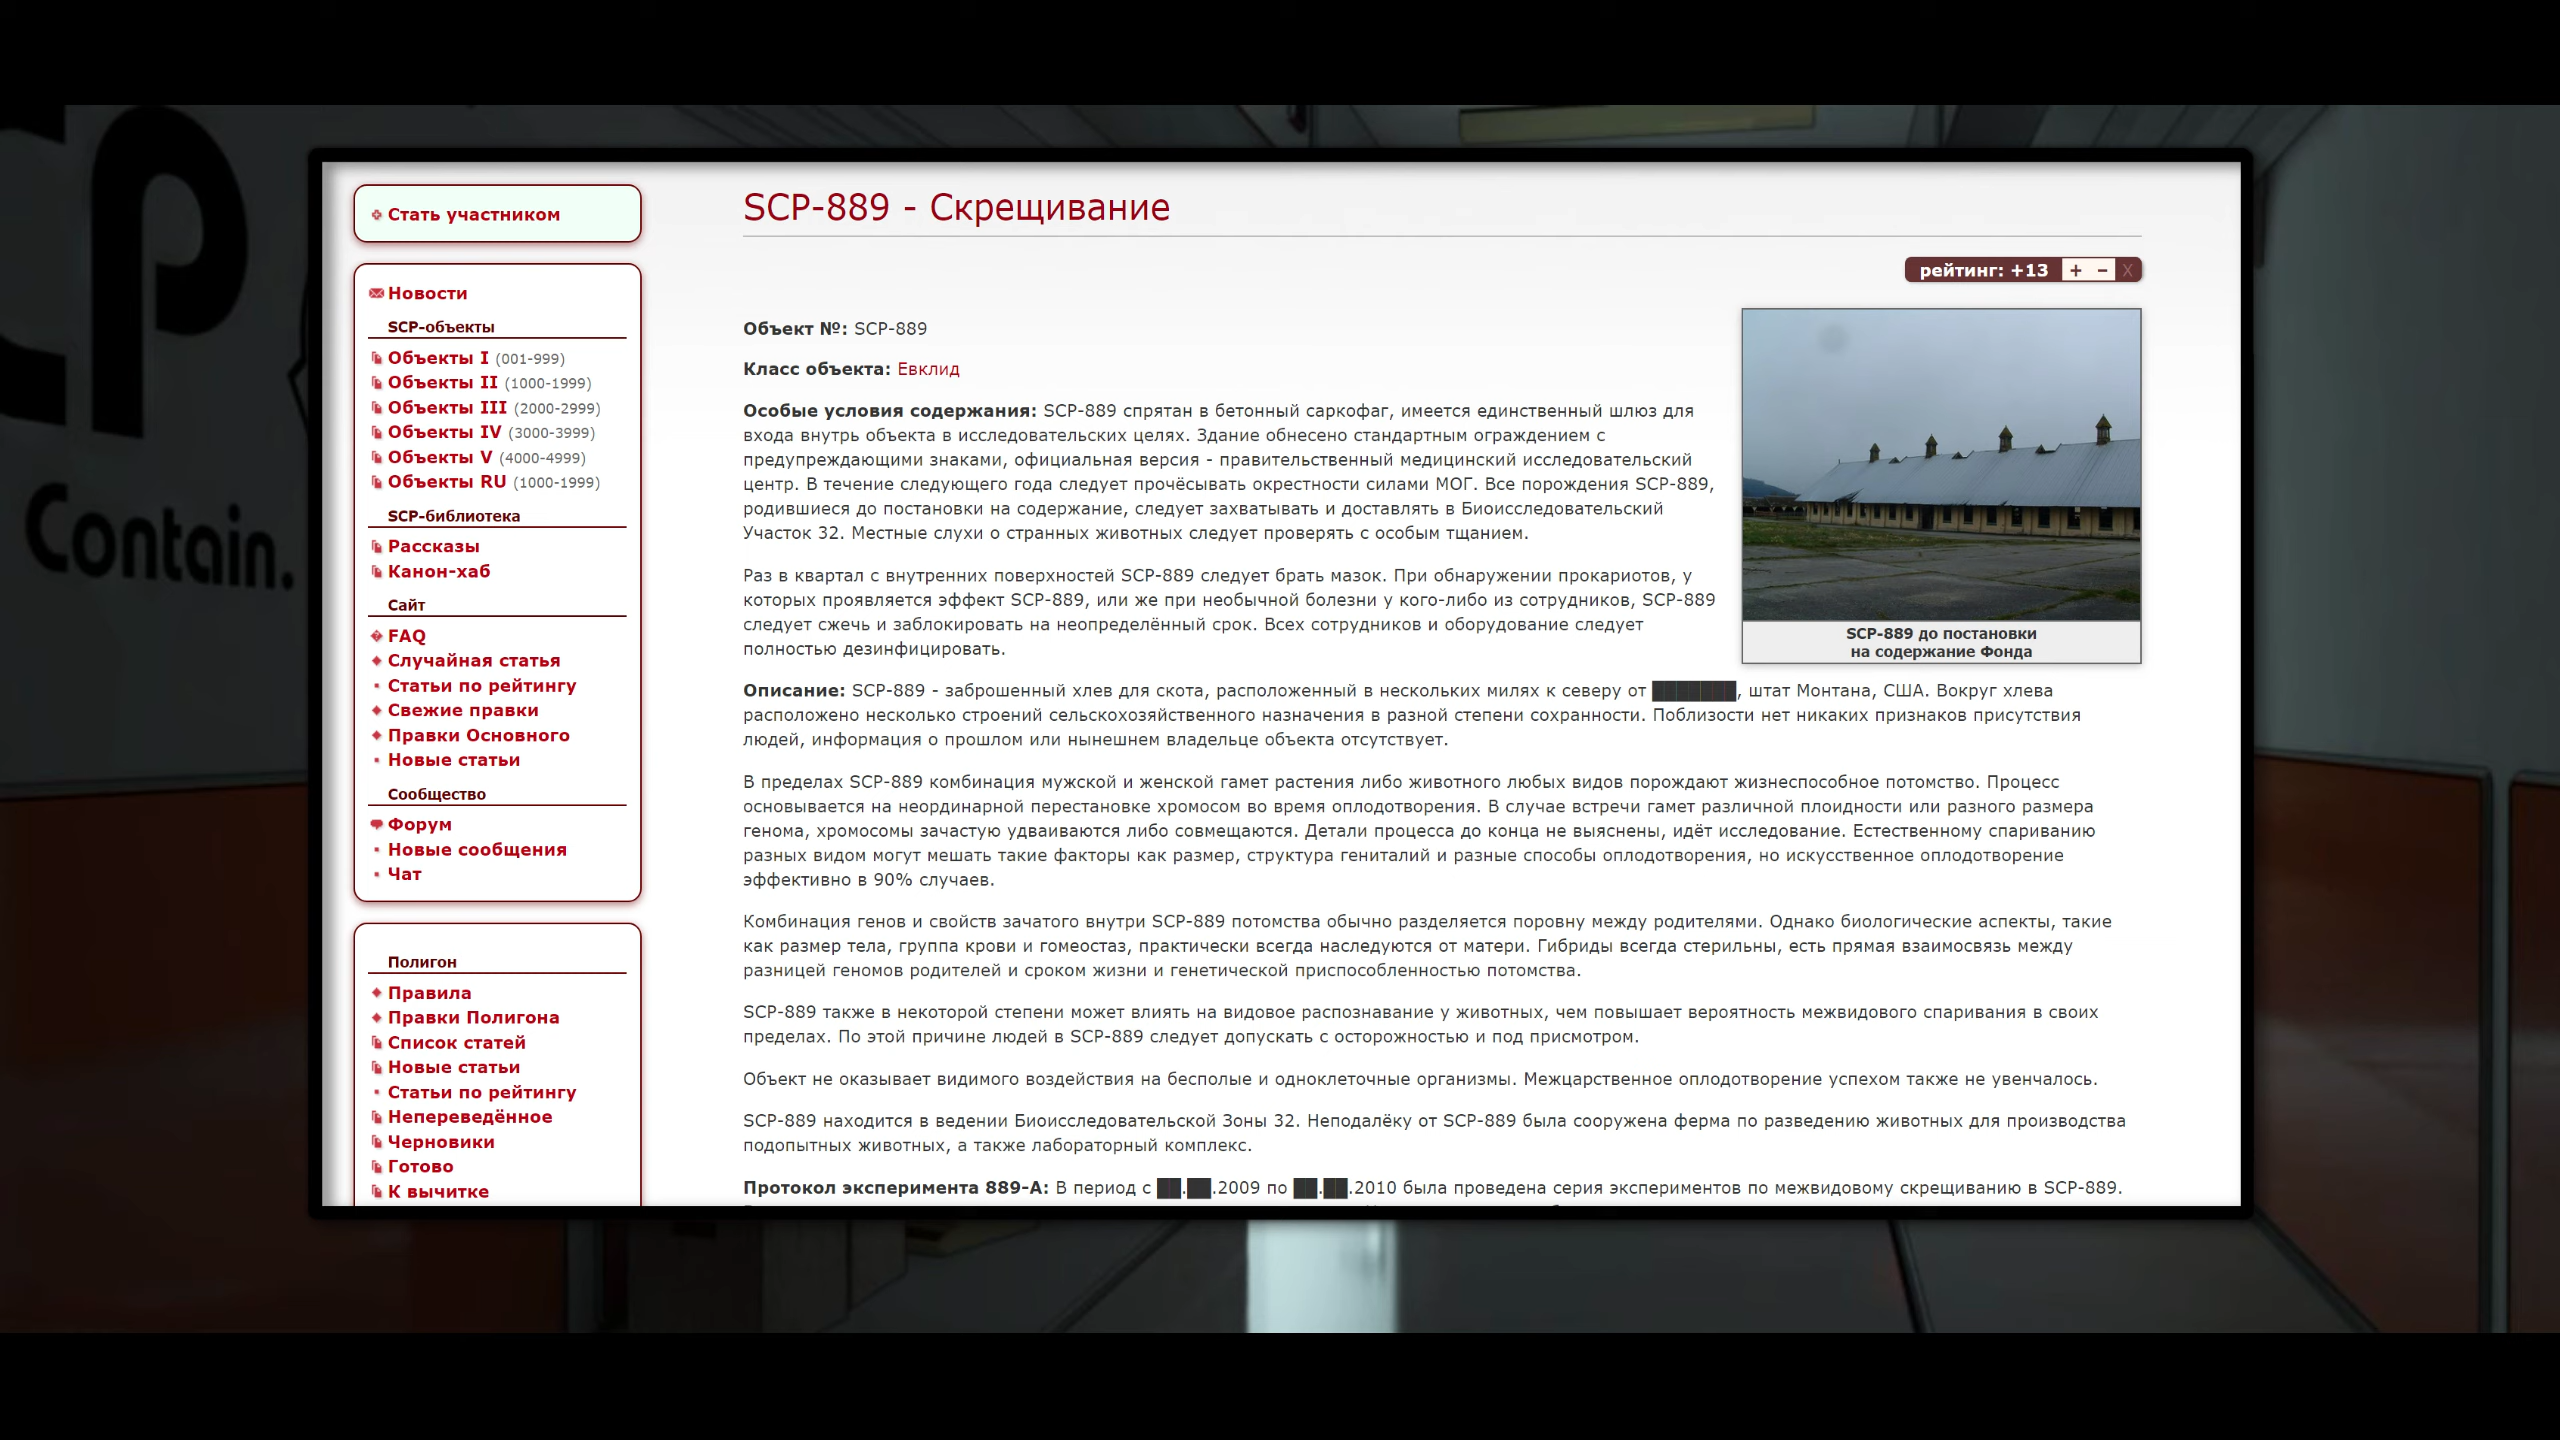 CP
Contain.
Стать участником
Новости
SCP-объекты
Объекты I (001-999)
Объекты II (1000-1999)
Объекты III (2000-2999)
Объекты IV (3000-3999)
Объекты V (4000-4999)
Объекты RU (1000-1999)
SCP-библиотека
Рассказы
Канон-хаб
Сайт
FAQ
Случайная статья
Статьи по рейтингу
Свежие правки
Правки Основного
Новые статьи
Сообщество
Форум
Новые сообщения
Чат
Полигон
Правила
Правки Полигона
Список статей
Новые статьи
Статьи по рейтингу
Непереведённое
Черновики
Готово
К вычитке
SCP-889 - Скрещивание
рейтинг: +13 + − X
Объект №: SCP-889
Класс объекта: Евклид
Особые условия содержания: SCP-889 спрятан в бетонный саркофаг, имеется единственный шлюз для
входа внутрь объекта в исследовательских целях. Здание обнесено стандартным ограждением с
предупреждающими знаками, официальная версия - правительственный медицинский исследовательский
центр. В течение следующего года следует прочёсывать окрестности силами МОГ. Все порождения SCP-889,
родившиеся до постановки на содержание, следует захватывать и доставлять в Биоисследовательский
Участок 32. Местные слухи о странных животных следует проверять с особым тщанием.
Раз в квартал с внутренних поверхностей SCP-889 следует брать мазок. При обнаружении прокариотов, у
которых проявляется эффект SCP-889, или же при необычной болезни у кого-либо из сотрудников, SCP-889
следует сжечь и заблокировать на неопределённый срок. Всех сотрудников и оборудование следует
полностью дезинфицировать.
SCP-889 до постановки
на содержание Фонда
Описание: SCP-889 - заброшенный хлев для скота, расположенный в нескольких милях к северу от ███████, штат Монтана, США. Вокруг хлева
расположено несколько строений сельскохозяйственного назначения в разной степени сохранности. Поблизости нет никаких признаков присутствия
людей, информация о прошлом или нынешнем владельце объекта отсутствует.
В пределах SCP-889 комбинация мужской и женской гамет растения либо животного любых видов порождают жизнеспособное потомство. Процесс
основывается на неординарной перестановке хромосом во время оплодотворения. В случае встречи гамет различной плоидности или разного размера
генома, хромосомы зачастую удваиваются либо совмещаются. Детали процесса до конца не выяснены, идёт исследование. Естественному спариванию
разных видом могут мешать такие факторы как размер, структура гениталий и разные способы оплодотворения, но искусственное оплодотворение
эффективно в 90% случаев.
Комбинация генов и свойств зачатого внутри SCP-889 потомства обычно разделяется поровну между родителями. Однако биологические аспекты, такие
как размер тела, группа крови и гомеостаз, практически всегда наследуются от матери. Гибриды всегда стерильны, есть прямая взаимосвязь между
разницей геномов родителей и сроком жизни и генетической приспособленностью потомства.
SCP-889 также в некоторой степени может влиять на видовое распознавание у животных, чем повышает вероятность межвидового спаривания в своих
пределах. По этой причине людей в SCP-889 следует допускать с осторожностью и под присмотром.
Объект не оказывает видимого воздействия на бесполые и одноклеточные организмы. Межцарственное оплодотворение успехом также не увенчалось.
SCP-889 находится в ведении Биоисследовательской Зоны 32. Неподалёку от SCP-889 была сооружена ферма по разведению животных для производства
подопытных животных, а также лабораторный комплекс.
Протокол эксперимента 889-А: В период с ██.██.2009 по ██.██.2010 была проведена серия экспериментов по межвидовому скрещиванию в SCP-889.